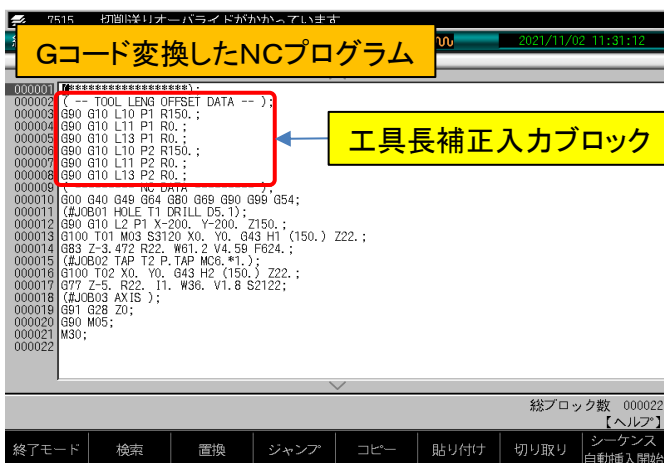 7515 切削送りオーバライドがかかっています
Gコード変換したNCプログラム
2021/11/02 11:31:12
000001 (******************);
000002 ( -- TOOL LENG OFFSET DATA -- );
000003 G90 G10 L10 P1 R150.;
000004 G90 G10 L11 P1 R0.;
000005 G90 G10 L13 P1 R0.;
000006 G90 G10 L10 P2 R150.;
000007 G90 G10 L11 P2 R0.;
000008 G90 G10 L13 P2 R0.;
工具長補正入力ブロック
000009 ( ---------- NC DATA ---------- );
000010 G00 G40 G49 G64 G80 G69 G90 G99 G54;
000011 (#JOB01 HOLE T1 DRILL D5.1);
000012 G90 G10 L2 P1 X-200. Y-200. Z150.;
000013 G100 T01 M03 S3120 X0. Y0. G43 H1 (150.) Z22.;
000014 G83 Z-3.472 R22. W61.2 V4.59 F624.;
000015 (#JOB02 TAP T2 P.TAP MC6.*1.);
000016 G100 T02 X0. Y0. G43 H2 (150.) Z22.;
000017 G77 Z-5. R22. I1. W36. V1.8 S2122;
000018 (#JOB03 AXIS );
000019 G91 G28 Z0;
000020 G90 M05;
000021 M30;
000022
総ブロック数 000022
【ヘルプ】
終了モード 検索 置換 ジャンプ コピー 貼り付け 切り取り シーケンス
自動挿入開始